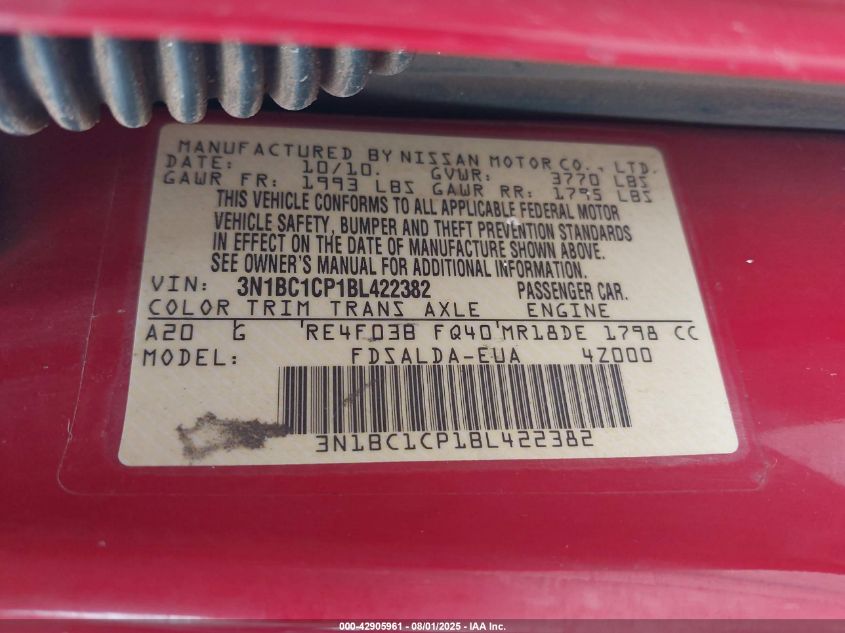 MANUFACTURED BY NISSAN MOTOR CO., LTD.
DATE: 10/10. GVWR: 3770 LBS
GAWR FR: 1993 LBS GAWR RR: 1795 LBS
THIS VEHICLE CONFORMS TO ALL APPLICABLE FEDERAL MOTOR
VEHICLE SAFETY, BUMPER AND THEFT PREVENTION STANDARDS
IN EFFECT ON THE DATE OF MANUFACTURE SHOWN ABOVE.
SEE OWNER'S MANUAL FOR ADDITIONAL INFORMATION.
VIN: 3N1BC1CP1BL422382 PASSENGER CAR.
COLOR TRIM TRANS AXLE ENGINE
A20 G RE4F03B FQ40 MR18DE 1798 CC
MODEL: FDSALDA-EUA 4Z000
3N1BC1CP1BL422382
000-42905961 - 08/01/2025 - IAA Inc.